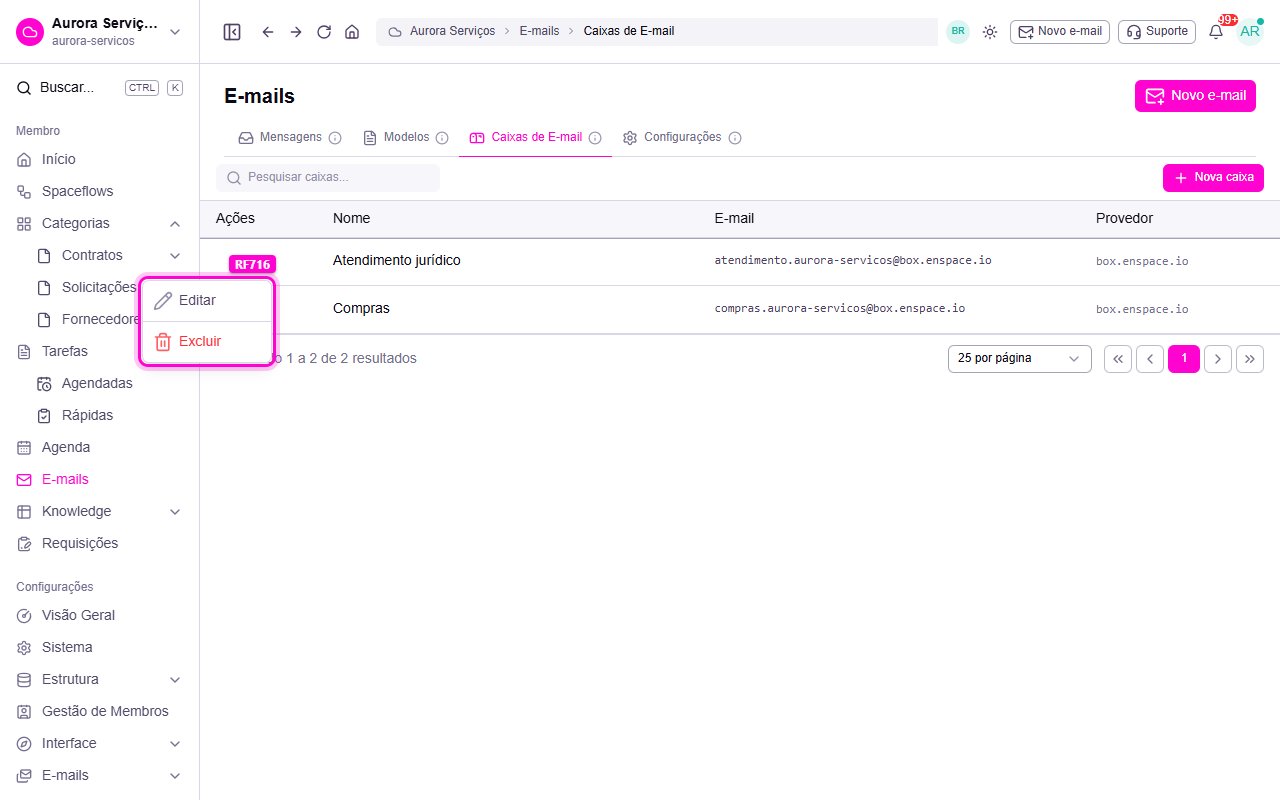 Aurora Serviç...
aurora-servicos
Buscar...
CTRL
K
Membro
Início
Spaceflows
Categorias
Contratos
Solicitações
Fornecedore
Tarefas
Agendadas
Rápidas
Agenda
E-mails
Knowledge
Requisições
Configurações
Visão Geral
Sistema
Estrutura
Gestão de Membros
Interface
E-mails
Aurora Serviços
E-mails
Caixas de E-mail
BR
Novo e-mail
Suporte
99+
AR
E-mails
Novo e-mail
Mensagens
Modelos
Caixas de E-mail
Configurações
Pesquisar caixas...
Nova caixa
Ações Nome E-mail Provedor
RF716
Atendimento jurídico atendimento.aurora-servicos@box.enspace.io box.enspace.io
Editar
Compras compras.aurora-servicos@box.enspace.io box.enspace.io
Excluir
1 a 2 de 2 resultados
25 por página
1